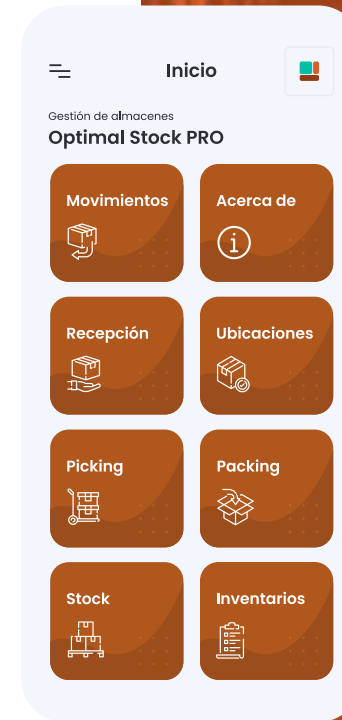 Inicio
Gestión de almacenes
Optimal Stock PRO
Movimientos
Acerca de
Recepción
Ubicaciones
Picking
Packing
Stock
Inventarios